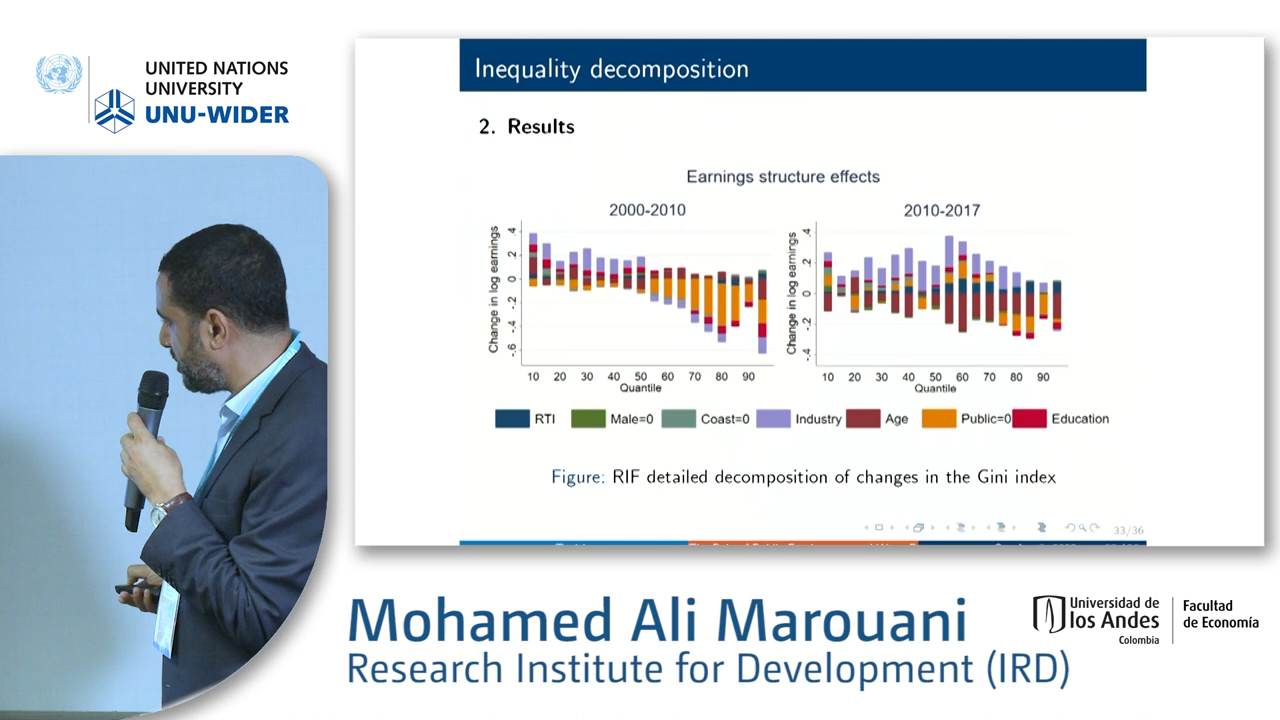 UNITED NATIONS
UNIVERSITY
UNU-WIDER
Inequality decomposition
2. Results
Earnings structure effects
2000-2010
2010-2017
Change in log earnings
.4
.2
0
-.2
-.4
-.6
10 20 30 40 50 60 70 80 90
Quantile
Change in log earnings
.4
.2
0
-.2
-.4
10 20 30 40 50 60 70 80 90
Quantile
RTI Male=0 Coast=0 Industry Age Public=0 Education
Figure: RIF detailed decomposition of changes in the Gini index
33/36
Mohamed Ali Marouani
Research Institute for Development (IRD)
Universidad de
los Andes
Colombia
Facultad
de Economía